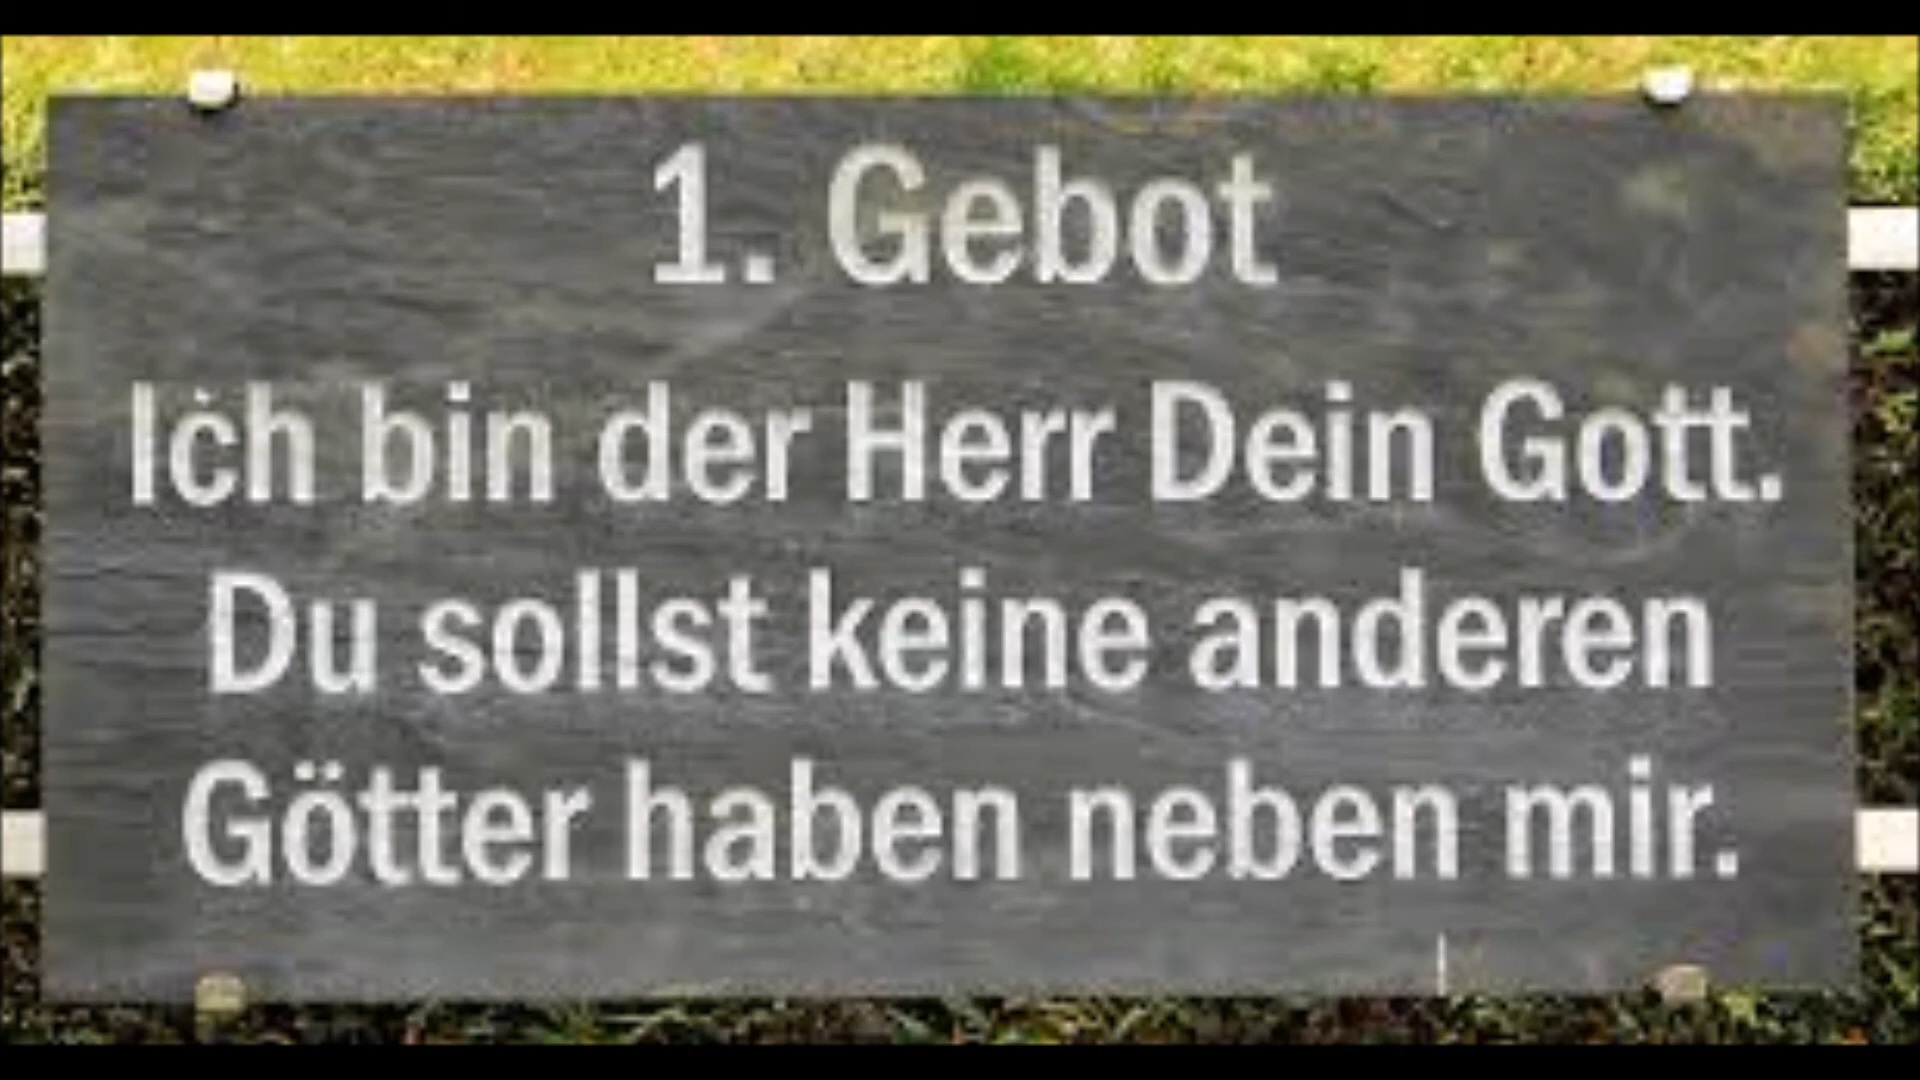 1. Gebot
Ich bin der Herr Dein Gott.
Du sollst keine anderen
Götter haben neben mir.